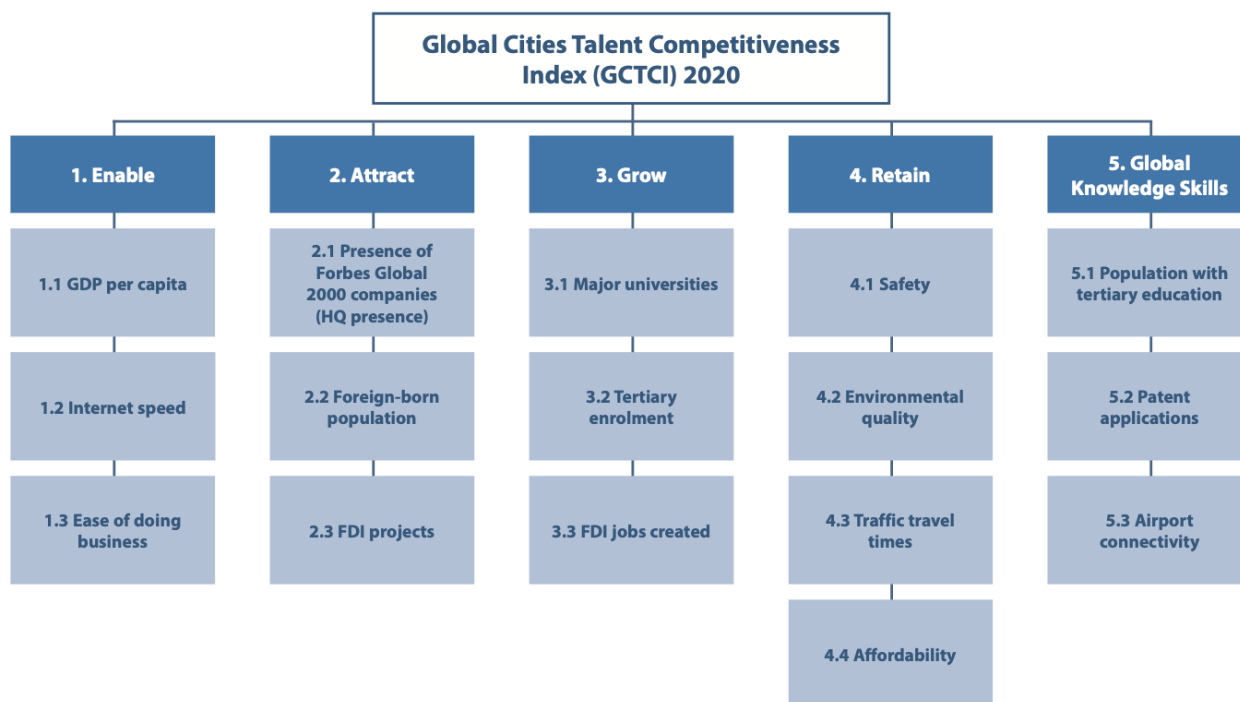 Global Cities Talent Competitiveness
Index (GCTCI) 2020
1. Enable
2. Attract
3. Grow
4. Retain
5. Global
Knowledge Skills
1.1 GDP per capita
2.1 Presence of
Forbes Global
2000 companies
(HQ presence)
3.1 Major universities
4.1 Safety
5.1 Population with
tertiary education
1.2 Internet speed
2.2 Foreign-born
population
3.2 Tertiary
enrolment
4.2 Environmental
quality
5.2 Patent
applications
1.3 Ease of doing
business
2.3 FDI projects
3.3 FDI jobs created
4.3 Traffic travel
times
5.3 Airport
connectivity
4.4 Affordability